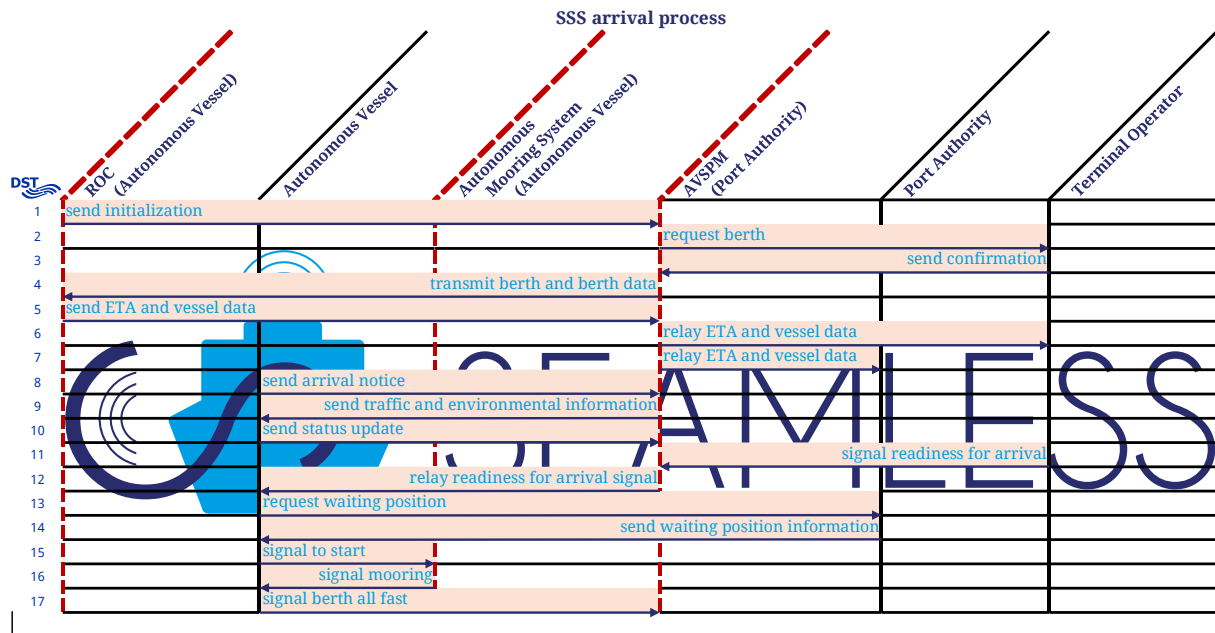 SSS arrival process
ROC
(Autonomous Vessel)
Autonomous Vessel
Autonomous
Mooring System
(Autonomous Vessel)
AVSPM
(Port Authority)
Port Authority
Terminal Operator
DST
1 send initialization
2 request berth
3 send confirmation
4 transmit berth and berth data
5 send ETA and vessel data
6 relay ETA and vessel data
7 relay ETA and vessel data
8 send arrival notice
9 send traffic and environmental information
10 send status update
11 signal readiness for arrival
12 relay readiness for arrival signal
13 request waiting position
14 send waiting position information
15 signal to start
16 signal mooring
17 signal berth all fast
SEAMLESS